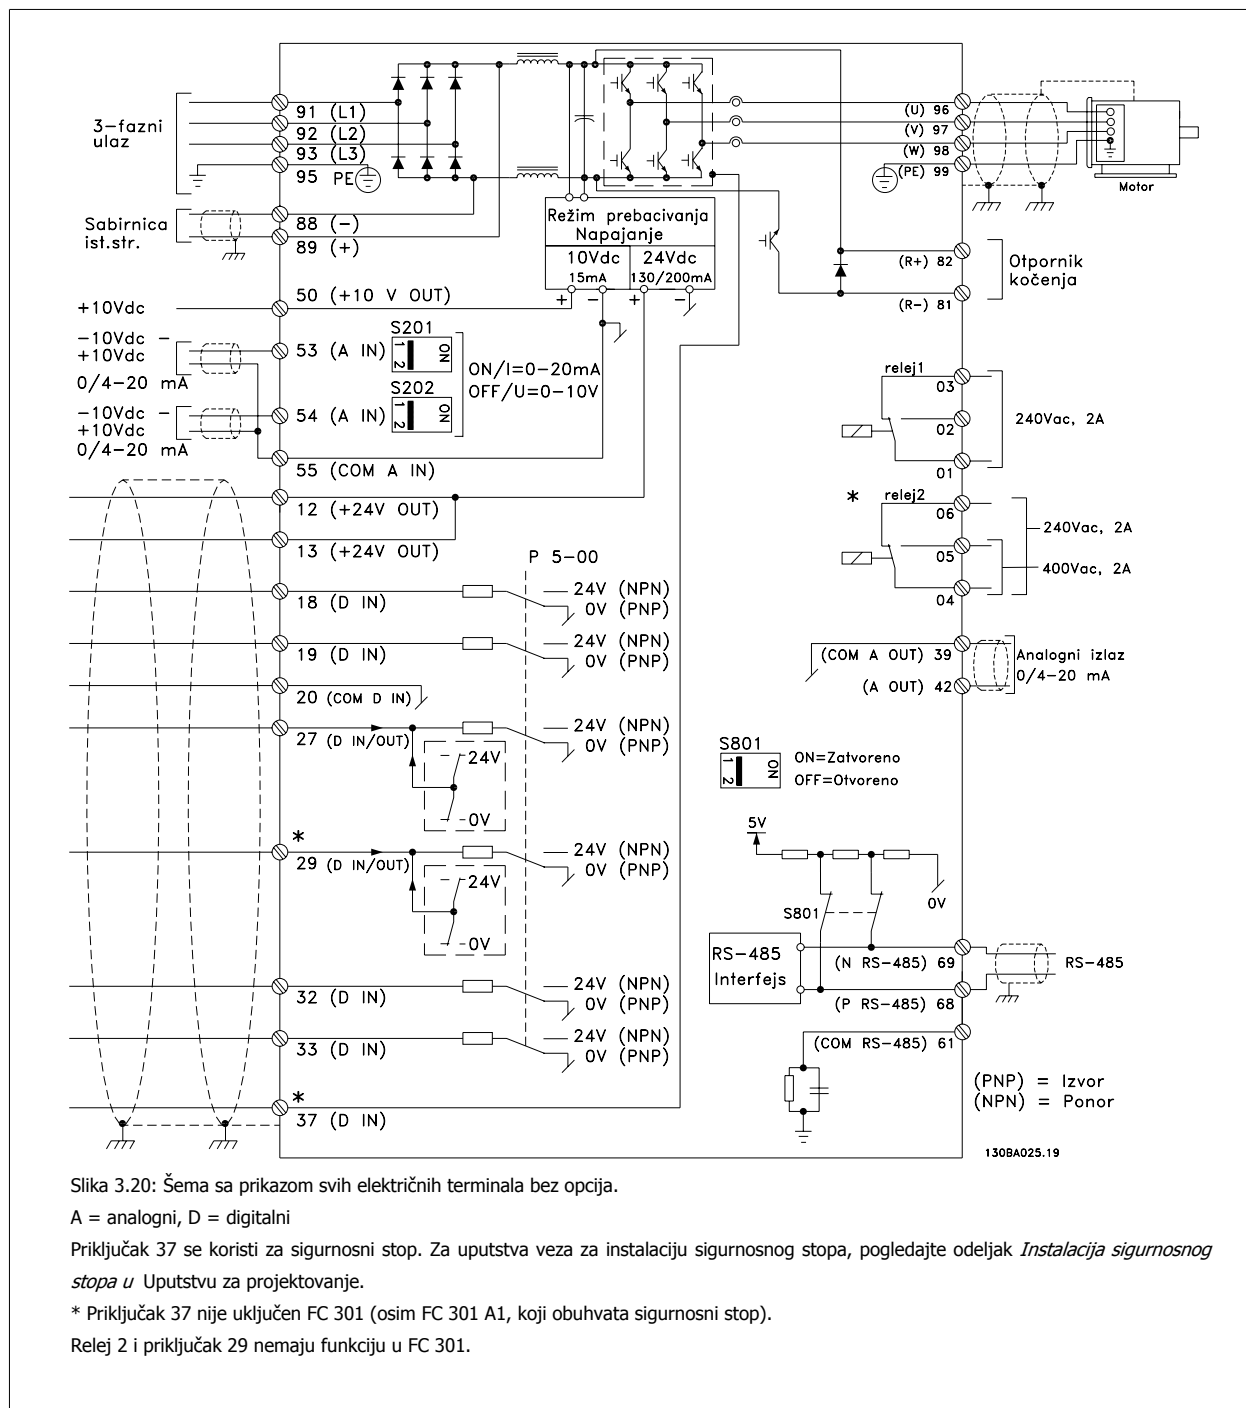 3-fazni
ulaz
91 (L1)
92 (L2)
93 (L3)
95 PE
Sabirnica
ist.str.
88 (-)
89 (+)
Režim prebacivanja
Napajanje
10Vdc
15mA
24Vdc
130/200mA
+ - + -
(U) 96
(V) 97
(W) 98
(PE) 99
Motor
(R+) 82
(R-) 81
Otpornik
kočenja
+10Vdc
50 (+10 V OUT)
-10Vdc -
+10Vdc
0/4-20 mA
53 (A IN)
S201
1 2 ON
ON/I=0-20mA
OFF/U=0-10V
-10Vdc -
+10Vdc
0/4-20 mA
54 (A IN)
S202
1 2 ON
55 (COM A IN)
12 (+24V OUT)
13 (+24V OUT)
P 5-00
18 (D IN)
24V (NPN)
0V (PNP)
19 (D IN)
24V (NPN)
0V (PNP)
20 (COM D IN)
27 (D IN/OUT)
24V (NPN)
0V (PNP)
24V
0V
*
29 (D IN/OUT)
24V (NPN)
0V (PNP)
24V
0V
32 (D IN)
24V (NPN)
0V (PNP)
33 (D IN)
24V (NPN)
0V (PNP)
*
37 (D IN)
relej1
03
02
01
240Vac, 2A
* relej2
06
05
04
240Vac, 2A
400Vac, 2A
(COM A OUT) 39
(A OUT) 42
Analogni izlaz
0/4-20 mA
S801
1 2 ON
ON=Zatvoreno
OFF=Otvoreno
5V
0V
S801
RS-485
Interfejs
(N RS-485) 69
(P RS-485) 68
(COM RS-485) 61
RS-485
(PNP) = Izvor
(NPN) = Ponor
130BA025.19
Slika 3.20: Šema sa prikazom svih električnih terminala bez opcija.
A = analogni, D = digitalni
Priključak 37 se koristi za sigurnosni stop. Za uputstva veza za instalaciju sigurnosnog stopa, pogledajte odeljak Instalacija sigurnosnog
stopa u Uputstvu za projektovanje.
* Priključak 37 nije uključen FC 301 (osim FC 301 A1, koji obuhvata sigurnosni stop).
Relej 2 i priključak 29 nemaju funkciju u FC 301.